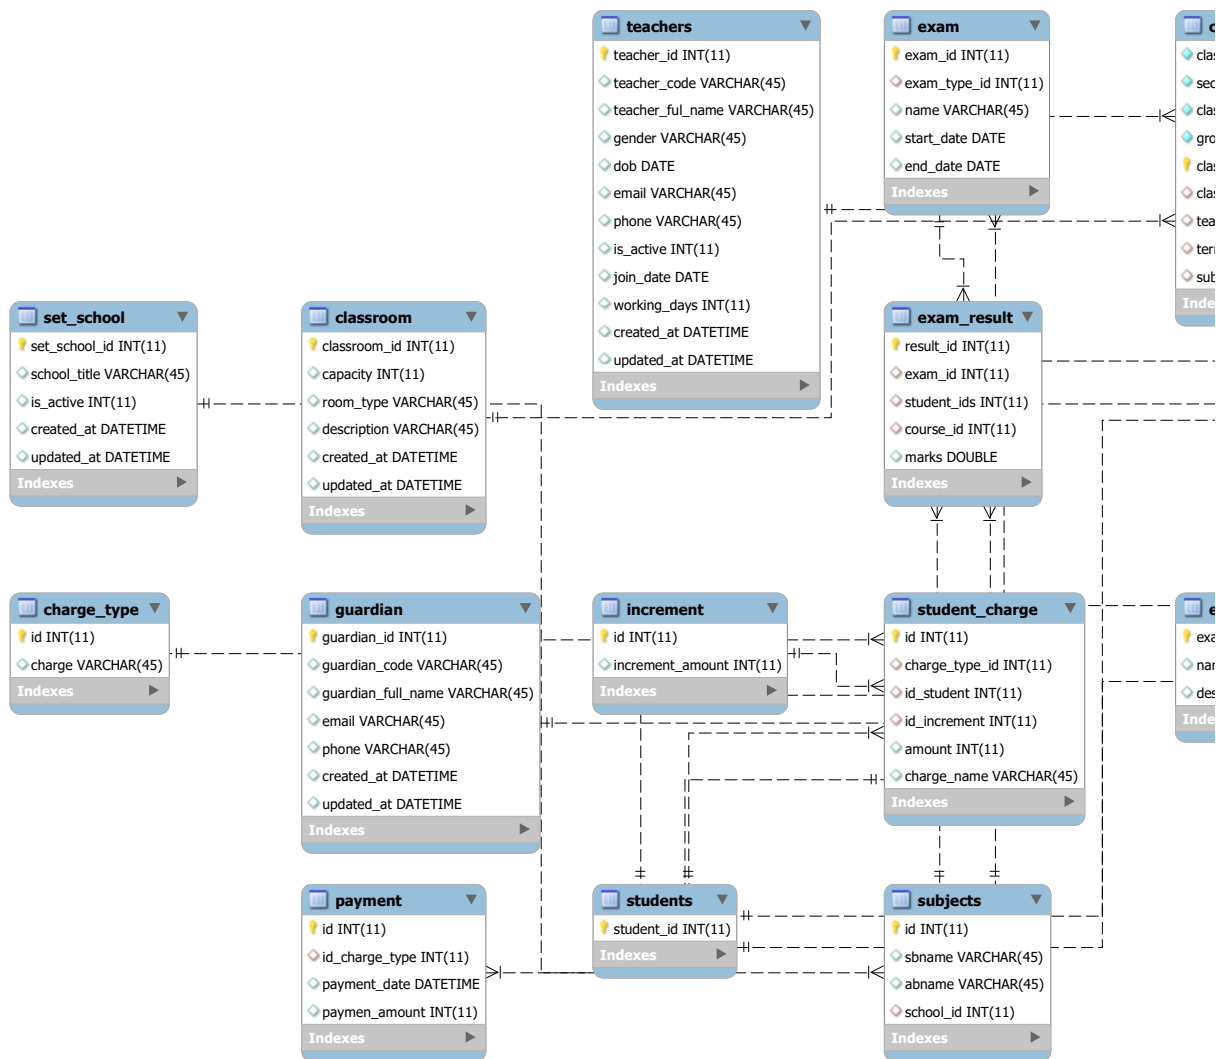 teachers
teacher_id INT(11)
teacher_code VARCHAR(45)
teacher_ful_name VARCHAR(45)
gender VARCHAR(45)
dob DATE
email VARCHAR(45)
phone VARCHAR(45)
is_active INT(11)
join_date DATE
working_days INT(11)
created_at DATETIME
updated_at DATETIME
Indexes
exam
exam_id INT(11)
exam_type_id INT(11)
name VARCHAR(45)
start_date DATE
end_date DATE
Indexes
set_school
set_school_id INT(11)
school_title VARCHAR(45)
is_active INT(11)
created_at DATETIME
updated_at DATETIME
Indexes
classroom
classroom_id INT(11)
capacity INT(11)
room_type VARCHAR(45)
description VARCHAR(45)
created_at DATETIME
updated_at DATETIME
Indexes
exam_result
result_id INT(11)
exam_id INT(11)
student_ids INT(11)
course_id INT(11)
marks DOUBLE
Indexes
charge_type
id INT(11)
charge VARCHAR(45)
Indexes
guardian
guardian_id INT(11)
guardian_code VARCHAR(45)
guardian_full_name VARCHAR(45)
email VARCHAR(45)
phone VARCHAR(45)
created_at DATETIME
updated_at DATETIME
Indexes
increment
id INT(11)
increment_amount INT(11)
Indexes
student_charge
id INT(11)
charge_type_id INT(11)
id_student INT(11)
id_increment INT(11)
amount INT(11)
charge_name VARCHAR(45)
Indexes
payment
id INT(11)
id_charge_type INT(11)
payment_date DATETIME
paymen_amount INT(11)
Indexes
students
student_id INT(11)
Indexes
subjects
id INT(11)
sbname VARCHAR(45)
abname VARCHAR(45)
school_id INT(11)
Indexes